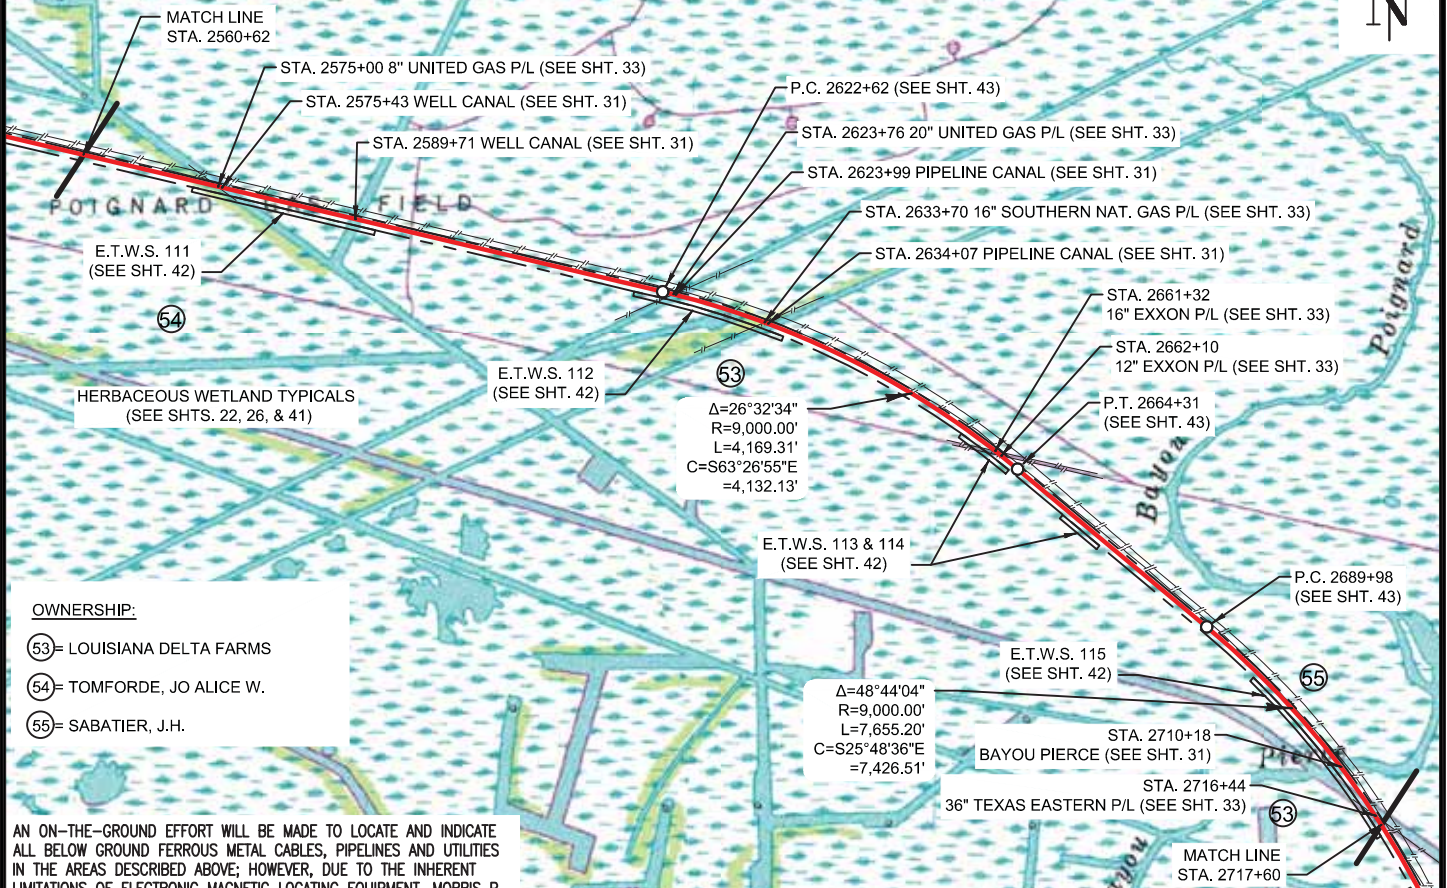 N
MATCH LINE
STA. 2560+62
STA. 2575+00 8" UNITED GAS P/L (SEE SHT. 33)
STA. 2575+43 WELL CANAL (SEE SHT. 31)
STA. 2589+71 WELL CANAL (SEE SHT. 31)
P.C. 2622+62 (SEE SHT. 43)
STA. 2623+76 20" UNITED GAS P/L (SEE SHT. 33)
STA. 2623+99 PIPELINE CANAL (SEE SHT. 31)
STA. 2633+70 16" SOUTHERN NAT. GAS P/L (SEE SHT. 33)
STA. 2634+07 PIPELINE CANAL (SEE SHT. 31)
POIGNARD GAS FIELD
E.T.W.S. 111
(SEE SHT. 42)
54
STA. 2661+32
16" EXXON P/L (SEE SHT. 33)
STA. 2662+10
12" EXXON P/L (SEE SHT. 33)
P.T. 2664+31
(SEE SHT. 43)
Bayou Poignard
HERBACEOUS WETLAND TYPICALS
(SEE SHTS. 22, 26, & 41)
E.T.W.S. 112
(SEE SHT. 42)
53
Δ=26°32'34"
R=9,000.00'
L=4,169.31'
C=S63°26'55"E
=4,132.13'
E.T.W.S. 113 & 114
(SEE SHT. 42)
P.C. 2689+98
(SEE SHT. 43)
OWNERSHIP:
53 = LOUISIANA DELTA FARMS
54 = TOMFORDE, JO ALICE W.
55 = SABATIER, J.H.
E.T.W.S. 115
(SEE SHT. 42)
55
Δ=48°44'04"
R=9,000.00'
L=7,655.20'
C=S25°48'36"E
=7,426.51'
STA. 2710+18
BAYOU PIERCE (SEE SHT. 31)
Pierce
STA. 2716+44
36" TEXAS EASTERN P/L (SEE SHT. 33)
53
MATCH LINE
STA. 2717+60
Bayou
AN ON-THE-GROUND EFFORT WILL BE MADE TO LOCATE AND INDICATE
ALL BELOW GROUND FERROUS METAL CABLES, PIPELINES AND UTILITIES
IN THE AREAS DESCRIBED ABOVE; HOWEVER, DUE TO THE INHERENT
LIMITATIONS OF ELECTRONIC MAGNETIC LOCATING EQUIPMENT, MORRIS P.